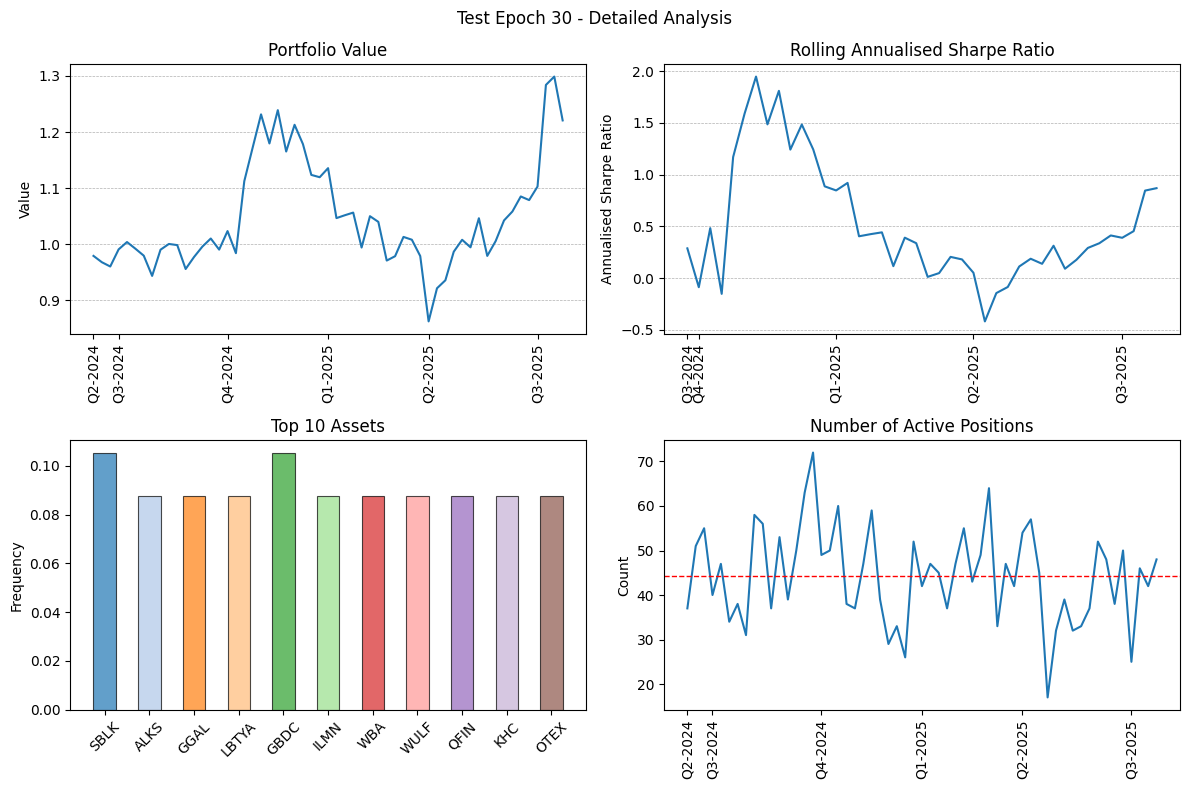 Test Epoch 30 - Detailed Analysis
Portfolio Value
Value
1.3
1.2
1.1
1.0
0.9
Q2-2024
Q3-2024
Q4-2024
Q1-2025
Q2-2025
Q3-2025
Rolling Annualised Sharpe Ratio
Annualised Sharpe Ratio
2.0
1.5
1.0
0.5
0.0
−0.5
Q3-2024
Q4-2024
Q1-2025
Q2-2025
Q3-2025
Top 10 Assets
Frequency
0.10
0.08
0.06
0.04
0.02
0.00
SBLK
ALKS
GGAL
LBTYA
GBDC
ILMN
WBA
WULF
QFIN
KHC
OTEX
Number of Active Positions
Count
70
60
50
40
30
20
Q2-2024
Q3-2024
Q4-2024
Q1-2025
Q2-2025
Q3-2025